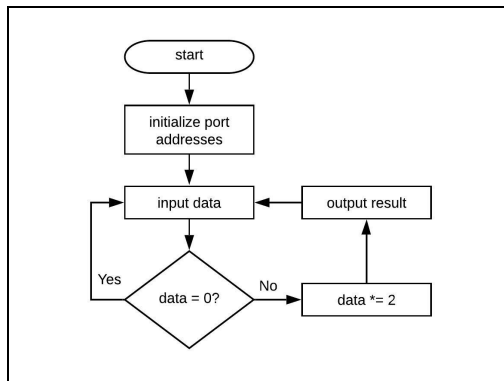 start
initialize port
addresses
input data
output result
Yes
data = 0?
No
data *= 2